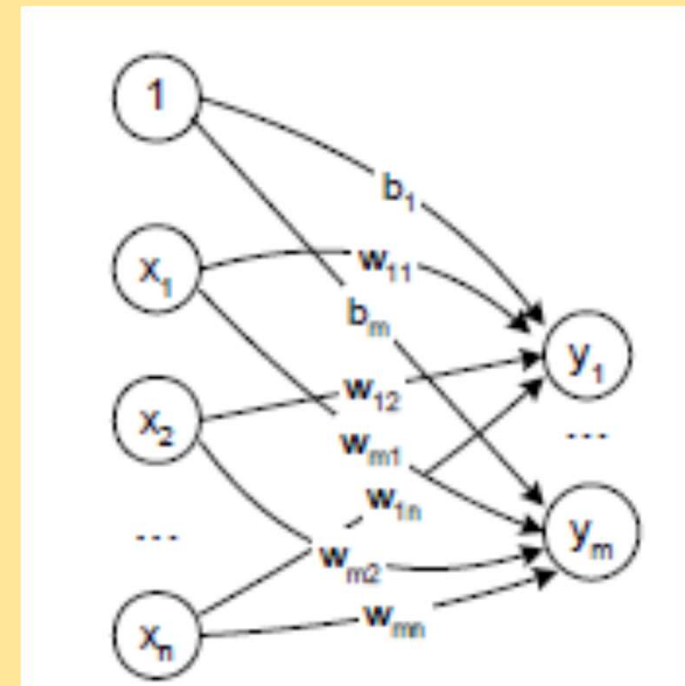 1
b₁
x₁
w₁₁
bₘ
y₁
w₁₂
x₂
wₘ₁
...
w₁ₙ
yₘ
...
wₘ₂
wₘₙ
xₙ